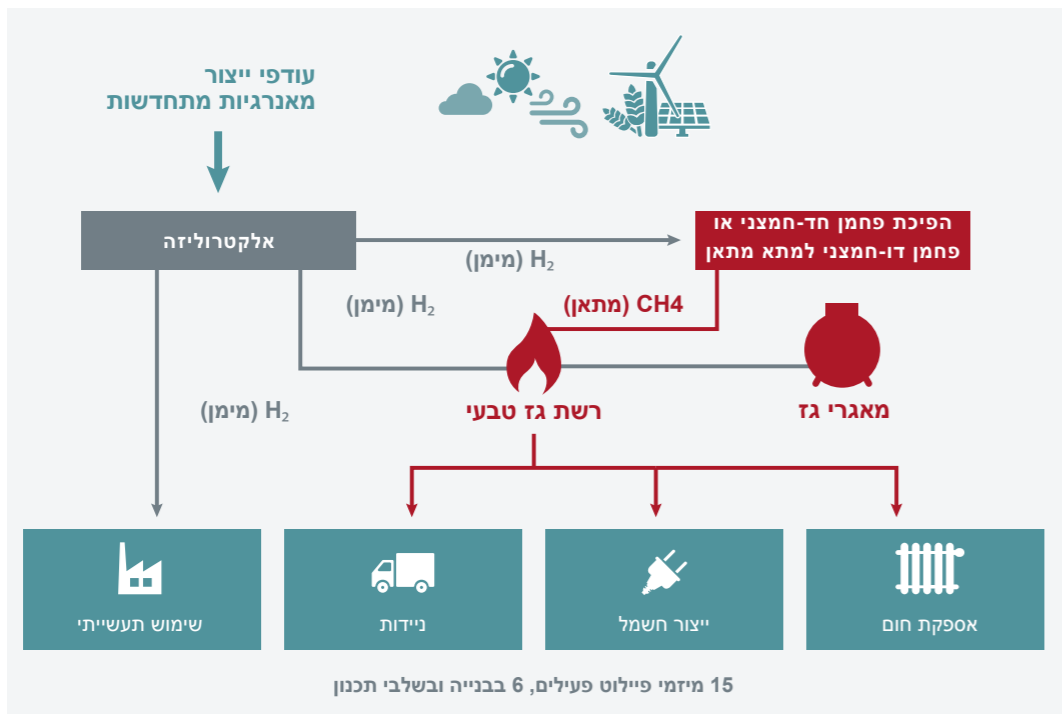 עודפי ייצור
מאנרגיות מתחדשות
אלקטרוליזה
הפיכת פחמן חד-חמצני או
פחמן דו-חמצני למתא מתאן
H₂ (מימן)
H₂ (מימן)
CH4 (מתאן)
H₂ (מימן)
רשת גז טבעי
מאגרי גז
אספקת חום
ייצור חשמל
ניידות
שימוש תעשייתי
15 מיזמי פיילוט פעילים, 6 בבנייה ובשלבי תכנון